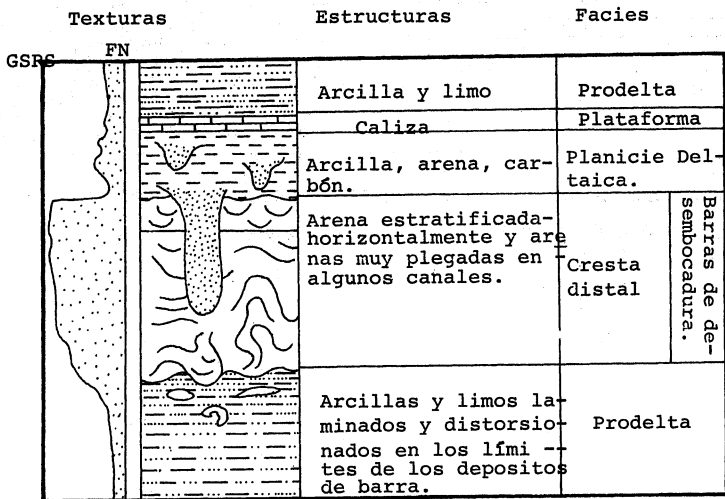 Texturas Estructuras Facies
GSRS FN
Arcilla y limo Prodelta
Caliza Plataforma
Arcilla, arena, car-
bón.
Planicie Del-
taica.
Arena estratificada-
horizontalmente y are
nas muy plegadas en -
algunos canales.
Cresta
distal
Barras de de-
sembocadura.
Arcillas y limos la-
minados y distorsio-
nados en los lími --
tes de los depositos
de barra.
Prodelta